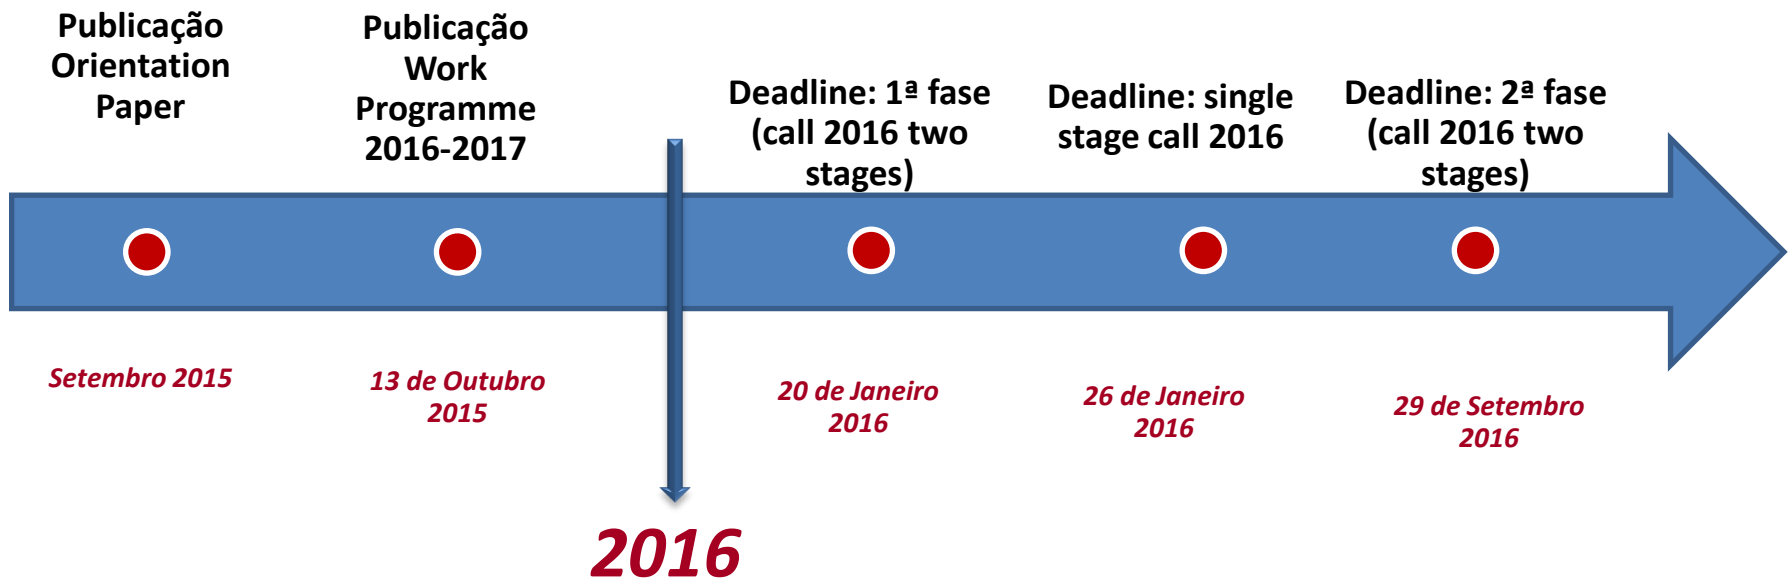 Publicação
Orientation
Paper
Publicação
Work
Programme
2016-2017
Deadline: 1ª fase
(call 2016 two
stages)
Deadline: single
stage call 2016
Deadline: 2ª fase
(call 2016 two
stages)
Setembro 2015
13 de Outubro
2015
20 de Janeiro
2016
26 de Janeiro
2016
29 de Setembro
2016
2016